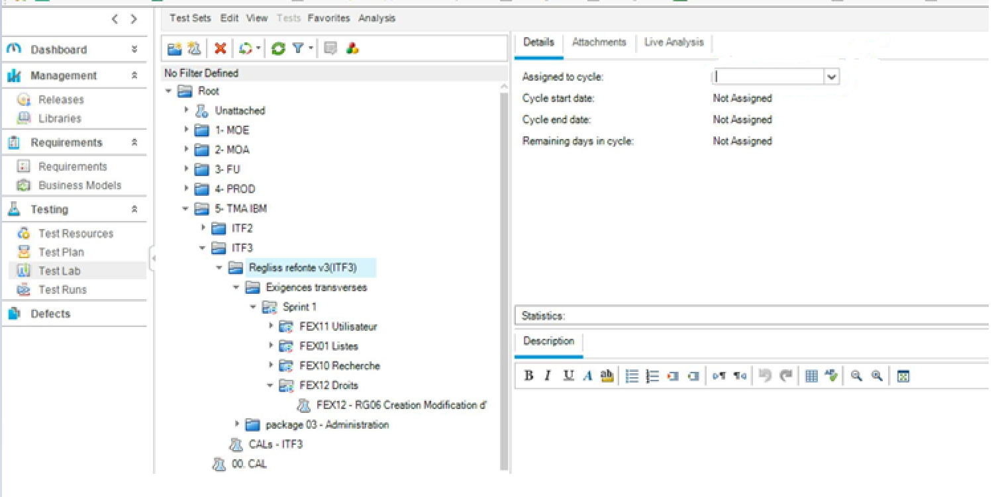 Test Sets Edit View Tests Favorites Analysis
Dashboard
Management
Releases
Libraries
Requirements
Requirements
Business Models
Testing
Test Resources
Test Plan
Test Lab
Test Runs
Defects
No Filter Defined
Root
Unattached
1- MOE
2- MOA
3- FU
4- PROD
5- TMA IBM
ITF2
ITF3
Regliss refonte v3(ITF3)
Exigences transverses
Sprint 1
FEX11 Utilisateur
FEX01 Listes
FEX10 Recherche
FEX12 Droits
FEX12 - RG06 Creation Modification d'
package 03 - Administration
CALs - ITF3
00. CAL
Details Attachments Live Analysis
Assigned to cycle:
Cycle start date: Not Assigned
Cycle end date: Not Assigned
Remaining days in cycle: Not Assigned
Statistics:
Description
B I U A ab